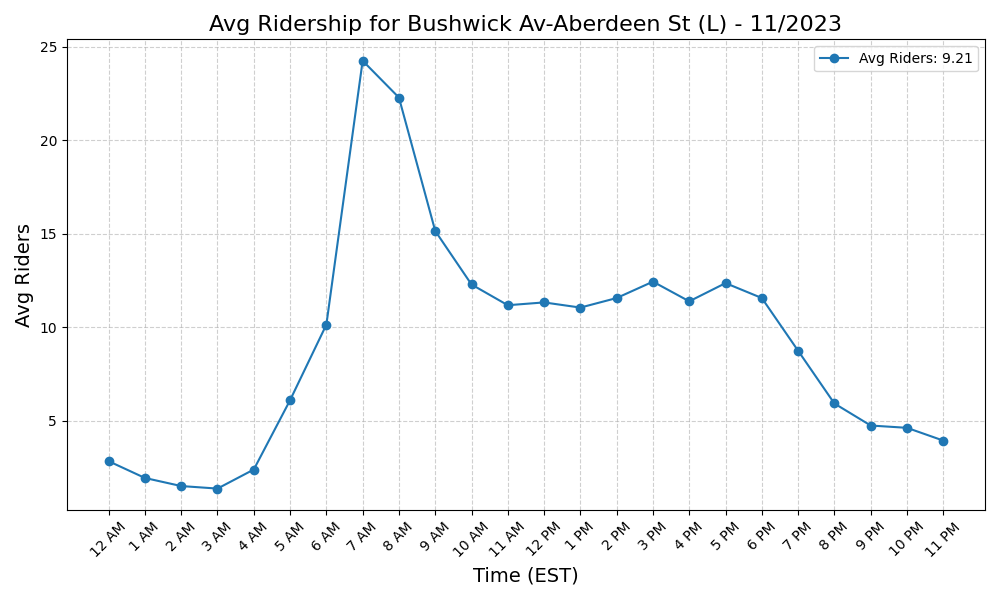 Avg Ridership for Bushwick Av-Aberdeen St (L) - 11/2023
Avg Riders: 9.21
25
20
15
10
5
Avg Riders
12 AM
1 AM
2 AM
3 AM
4 AM
5 AM
6 AM
7 AM
8 AM
9 AM
10 AM
11 AM
12 PM
1 PM
2 PM
3 PM
4 PM
5 PM
6 PM
7 PM
8 PM
9 PM
10 PM
11 PM
Time (EST)